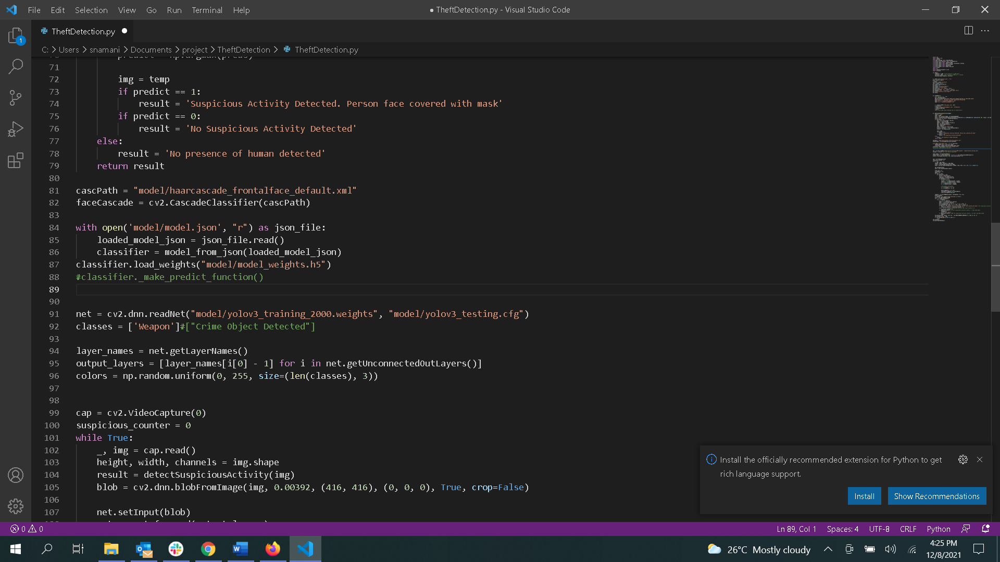 File Edit Selection View Go Run Terminal Help
● TheftDetection.py - Visual Studio Code
TheftDetection.py ●
1
C: > Users > snamani > Documents > project > TheftDetection > TheftDetection.py
71
72 img = temp
73 if predict == 1:
74 result = 'Suspicious Activity Detected. Person face covered with mask'
75 if predict == 0:
76 result = 'No Suspicious Activity Detected'
77 else:
78 result = 'No presence of human detected'
79 return result
80
81 cascPath = "model/haarcascade_frontalface_default.xml"
82 faceCascade = cv2.CascadeClassifier(cascPath)
83
84 with open('model/model.json', "r") as json_file:
85 loaded_model_json = json_file.read()
86 classifier = model_from_json(loaded_model_json)
87 classifier.load_weights("model/model_weights.h5")
88 #classifier._make_predict_function()
89
90
91 net = cv2.dnn.readNet("model/yolov3_training_2000.weights", "model/yolov3_testing.cfg")
92 classes = ['Weapon']#["Crime Object Detected"]
93
94 layer_names = net.getLayerNames()
95 output_layers = [layer_names[i[0] - 1] for i in net.getUnconnectedOutLayers()]
96 colors = np.random.uniform(0, 255, size=(len(classes), 3))
97
98
99 cap = cv2.VideoCapture(0)
100 suspicious_counter = 0
101 while True:
102 _, img = cap.read()
103 height, width, channels = img.shape
104 result = detectSuspiciousActivity(img)
105 blob = cv2.dnn.blobFromImage(img, 0.00392, (416, 416), (0, 0, 0), True, crop=False)
106
107 net.setInput(blob)
Install the officially recommended extension for Python to get
rich language support.
Install Show Recommendations
0 0
Ln 89, Col 1 Spaces: 4 UTF-8 CRLF Python
26°C Mostly cloudy
4:25 PM
12/8/2021